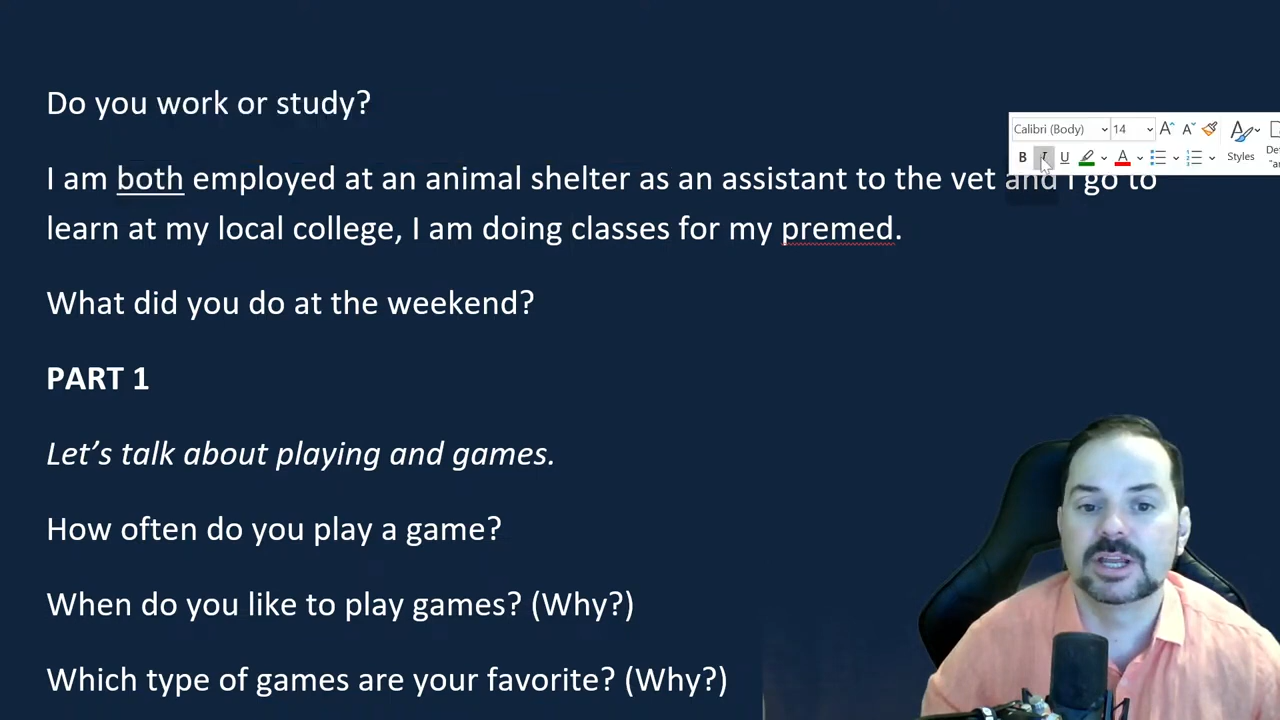 Do you work or study?
Calibri (Body) 14
I am both employed at an animal shelter as an assistant to the vet and I go to
Styles
learn at my local college, I am doing classes for my premed.
What did you do at the weekend?
PART 1
Let’s talk about playing and games.
How often do you play a game?
When do you like to play games? (Why?)
Which type of games are your favorite? (Why?)